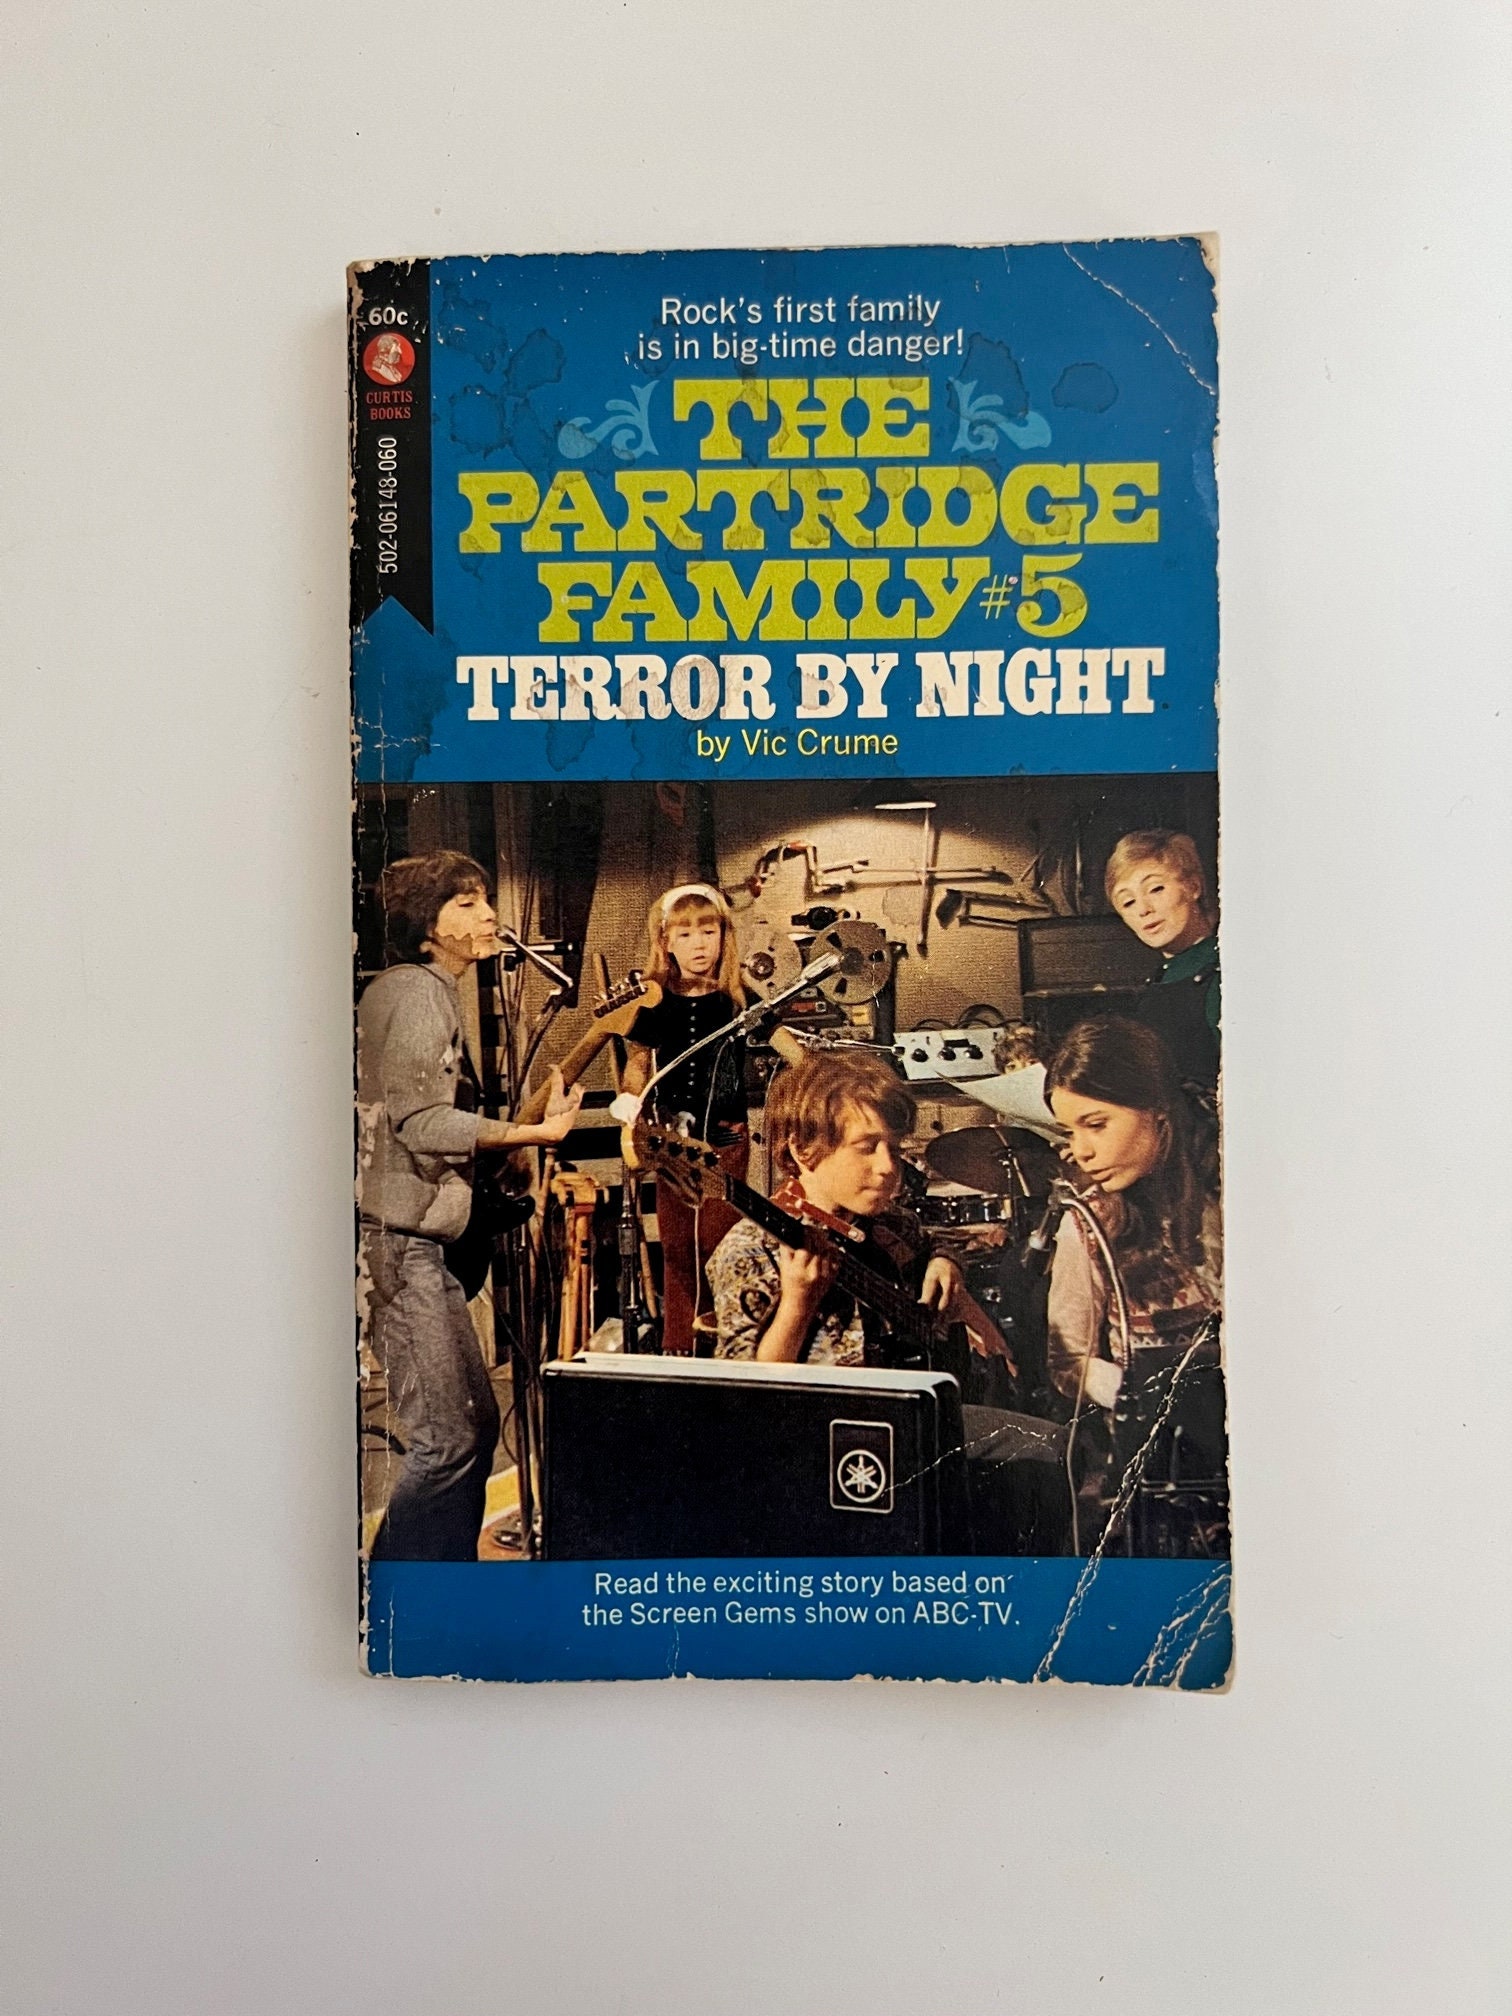 60c
CURTIS
BOOKS
502-06148-060
Rock's first family
is in big-time danger!
THE
PARTRIDGE
FAMILY #5
TERROR BY NIGHT
by Vic Crume
Read the exciting story based on
the Screen Gems show on ABC-TV.